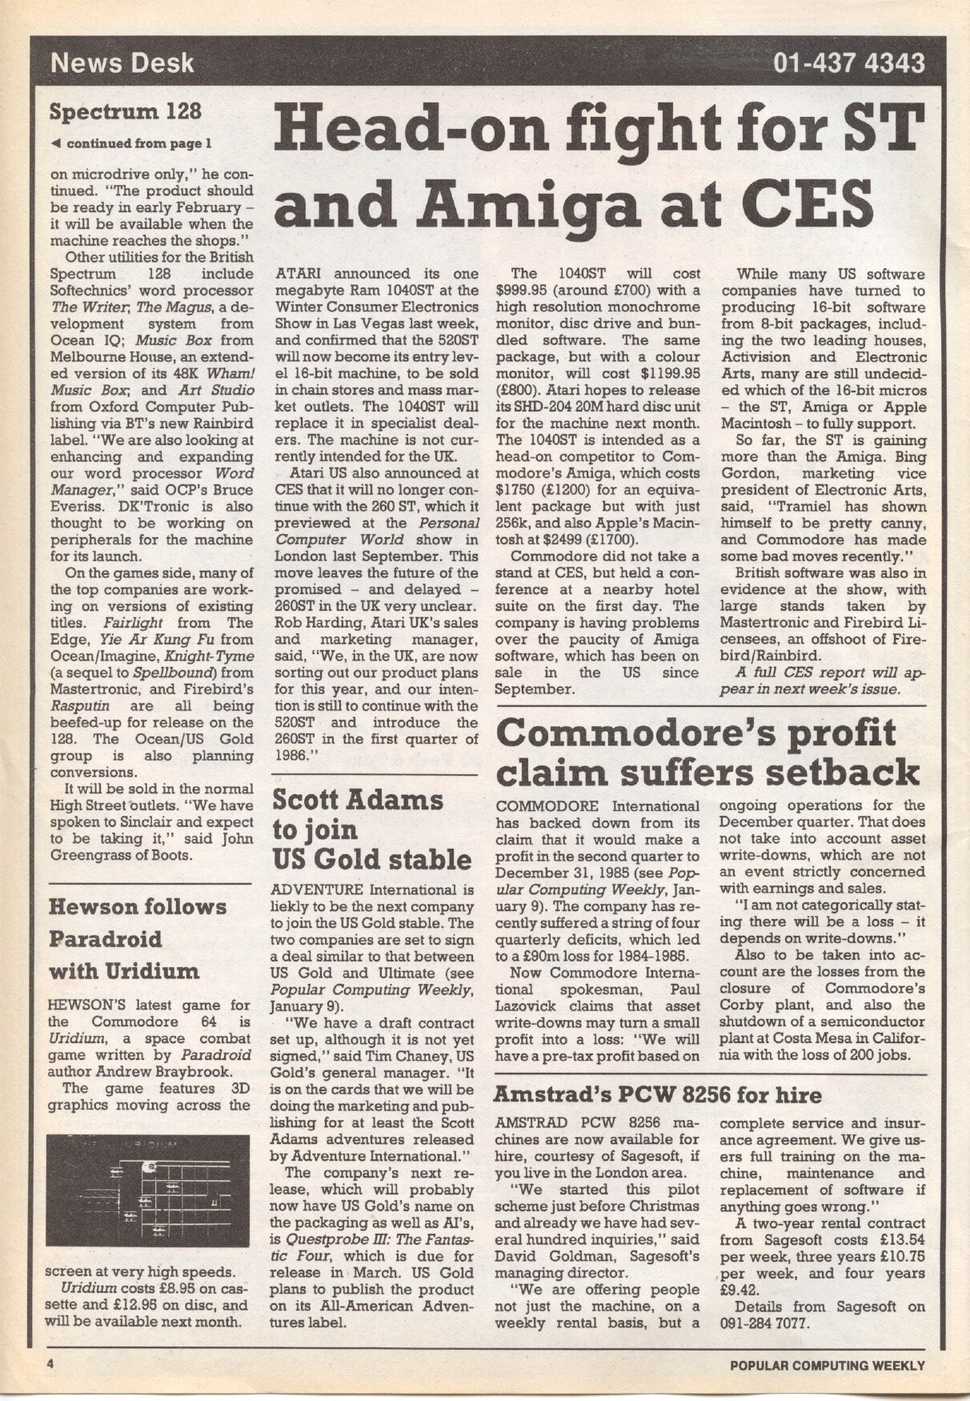 News Desk
01-437 4343
Spectrum 128
◄ continued from page 1
on microdrive only,” he con-
tinued. “The product should
be ready in early February –
it will be available when the
machine reaches the shops.”
Other utilities for the British
Spectrum 128 include
Softechnics’ word processor
The Writer; The Magus, a de-
velopment system from
Ocean IQ; Music Box from
Melbourne House, an extend-
ed version of its 48K Wham!
Music Box; and Art Studio
from Oxford Computer Pub-
lishing via BT’s new Rainbird
label. “We are also looking at
enhancing and expanding
our word processor Word
Manager,” said OCP’s Bruce
Everiss. DK’Tronic is also
thought to be working on
peripherals for the machine
for its launch.
On the games side, many of
the top companies are work-
ing on versions of existing
titles. Fairlight from The
Edge, Yie Ar Kung Fu from
Ocean/Imagine, Knight-Tyme
(a sequel to Spellbound) from
Mastertronic, and Firebird’s
Rasputin are all being
beefed-up for release on the
128. The Ocean/US Gold
group is also planning
conversions.
It will be sold in the normal
High Street outlets. “We have
spoken to Sinclair and expect
to be taking it,” said John
Greengrass of Boots.
Hewson follows
Paradroid
with Uridium
HEWSON’S latest game for
the Commodore 64 is
Uridium, a space combat
game written by Paradroid
author Andrew Braybrook.
The game features 3D
graphics moving across the
screen at very high speeds.
Uridium costs £8.95 on cas-
sette and £12.95 on disc, and
will be available next month.
Head-on fight for ST
and Amiga at CES
ATARI announced its one
megabyte Ram 1040ST at the
Winter Consumer Electronics
Show in Las Vegas last week,
and confirmed that the 520ST
will now become its entry lev-
el 16-bit machine, to be sold
in chain stores and mass mar-
ket outlets. The 1040ST will
replace it in specialist deal-
ers. The machine is not cur-
rently intended for the UK.
Atari US also announced at
CES that it will no longer con-
tinue with the 260 ST, which it
previewed at the Personal
Computer World show in
London last September. This
move leaves the future of the
promised – and delayed –
260ST in the UK very unclear.
Rob Harding, Atari UK’s sales
and marketing manager,
said, “We, in the UK, are now
sorting out our product plans
for this year, and our inten-
tion is still to continue with the
520ST and introduce the
260ST in the first quarter of
1986.”
The 1040ST will cost
$999.95 (around £700) with a
high resolution monochrome
monitor, disc drive and bun-
dled software. The same
package, but with a colour
monitor, will cost $1199.95
(£800). Atari hopes to release
its SHD-204 20M hard disc unit
for the machine next month.
The 1040ST is intended as a
head-on competitor to Com-
modore’s Amiga, which costs
$1750 (£1200) for an equiva-
lent package but with just
256k, and also Apple’s Macin-
tosh at $2499 (£1700).
Commodore did not take a
stand at CES, but held a con-
ference at a nearby hotel
suite on the first day. The
company is having problems
over the paucity of Amiga
software, which has been on
sale in the US since
September.
While many US software
companies have turned to
producing 16-bit software
from 8-bit packages, includ-
ing the two leading houses,
Activision and Electronic
Arts, many are still undecid-
ed which of the 16-bit micros
– the ST, Amiga or Apple
Macintosh – to fully support.
So far, the ST is gaining
more than the Amiga. Bing
Gordon, marketing vice
president of Electronic Arts,
said, “Tramiel has shown
himself to be pretty canny,
and Commodore has made
some bad moves recently.”
British software was also in
evidence at the show, with
large stands taken by
Mastertronic and Firebird Li-
censees, an offshoot of Fire-
bird/Rainbird.
A full CES report will ap-
pear in next week’s issue.
Scott Adams
to join
US Gold stable
ADVENTURE International is
liekly to be the next company
to join the US Gold stable. The
two companies are set to sign
a deal similar to that between
US Gold and Ultimate (see
Popular Computing Weekly,
January 9).
“We have a draft contract
set up, although it is not yet
signed,” said Tim Chaney, US
Gold’s general manager. “It
is on the cards that we will be
doing the marketing and pub-
lishing for at least the Scott
Adams adventures released
by Adventure International.”
The company’s next re-
lease, which will probably
now have US Gold’s name on
the packaging as well as AI’s,
is Questprobe III: The Fantas-
tic Four, which is due for
release in March. US Gold
plans to publish the product
on its All-American Adven-
tures label.
Commodore’s profit
claim suffers setback
COMMODORE International
has backed down from its
claim that it would make a
profit in the second quarter to
December 31, 1985 (see Pop-
ular Computing Weekly, Jan-
uary 9). The company has re-
cently suffered a string of four
quarterly deficits, which led
to a £90m loss for 1984-1985.
Now Commodore Interna-
tional spokesman, Paul
Lazovick claims that asset
write-downs may turn a small
profit into a loss: “We will
have a pre-tax profit based on
ongoing operations for the
December quarter. That does
not take into account asset
write-downs, which are not
an event strictly concerned
with earnings and sales.
“I am not categorically stat-
ing there will be a loss – it
depends on write-downs.”
Also to be taken into ac-
count are the losses from the
closure of Commodore’s
Corby plant, and also the
shutdown of a semiconductor
plant at Costa Mesa in Califor-
nia with the loss of 200 jobs.
Amstrad’s PCW 8256 for hire
AMSTRAD PCW 8256 ma-
chines are now available for
hire, courtesy of Sagesoft, if
you live in the London area.
“We started this pilot
scheme just before Christmas
and already we have had sev-
eral hundred inquiries,” said
David Goldman, Sagesoft’s
managing director.
“We are offering people
not just the machine, on a
weekly rental basis, but a
complete service and insur-
ance agreement. We give us-
ers full training on the ma-
chine, maintenance and
replacement of software if
anything goes wrong.”
A two-year rental contract
from Sagesoft costs £13.54
per week, three years £10.75
per week, and four years
£9.42.
Details from Sagesoft on
091-284 7077.
4
POPULAR COMPUTING WEEKLY